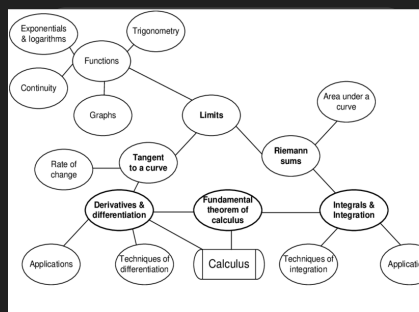 Exponentials
& logarithms
Trigonometry
Functions
Continuity
Graphs
Limits
Area under a
curve
Riemann
sums
Tangent
to a curve
Rate of
change
Derivatives &
differentiation
Fundamental
theorem of
calculus
Integrals &
Integration
Applications
Techniques of
differentiation
Calculus
Techniques of
integration
Applicati